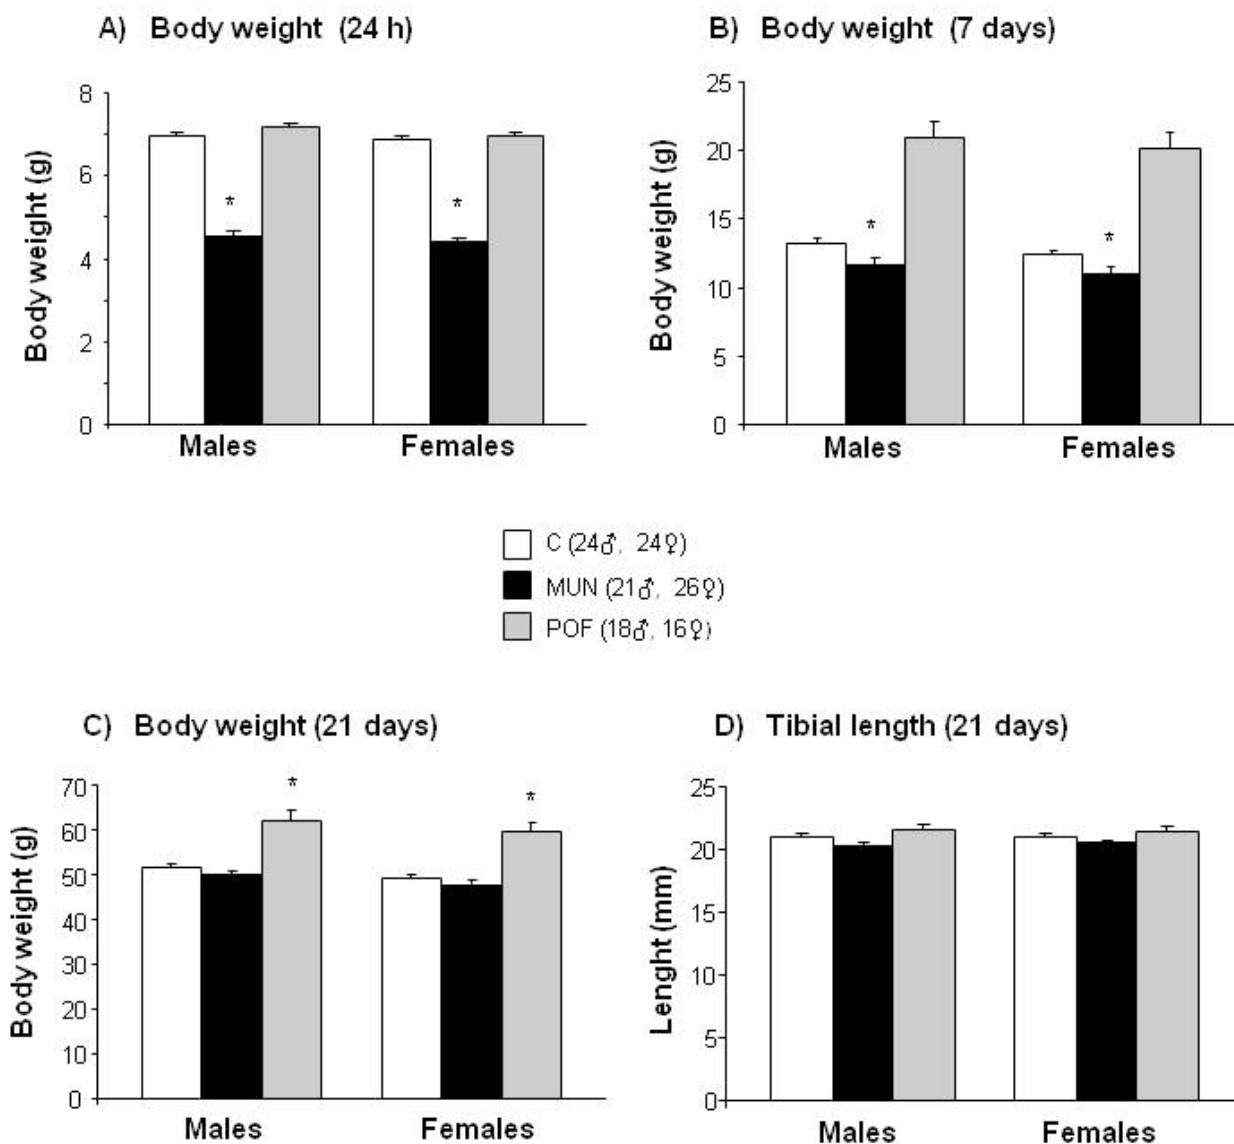 A) Body weight (24 h)
Body weight (g)
8
6
4
2
0
*
*
Males Females
B) Body weight (7 days)
Body weight (g)
25
20
15
10
5
0
*
*
Males Females
C (24♂, 24♀)
MUN (21♂, 26♀)
POF (18♂, 16♀)
C) Body weight (21 days)
Body weight (g)
70
60
50
40
30
20
10
0
*
*
Males Females
D) Tibial length (21 days)
Lenght (mm)
25
20
15
10
5
0
Males Females